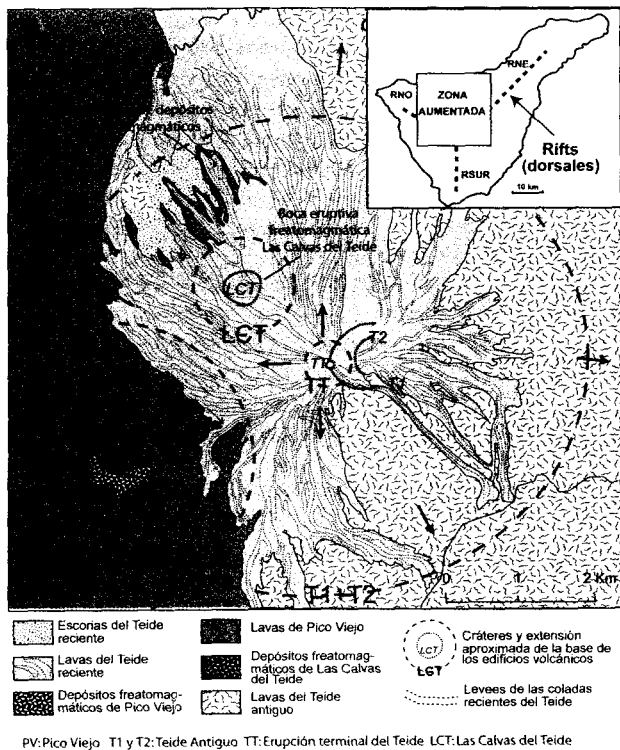 depósitos
Boca eruptiva
freatomagmática
Las Calvas del Teide
LCT
LCT
TT
T2
T1+T2
0 1 2 Km
RNO
RNE
ZONA
AUMENTADA
RSUR
Rifts
(dorsales)
10 km
Escorias del Teide
reciente
Lavas del Teide
reciente
Depósitos freatomag-
máticos de Pico Viejo
Lavas de Pico Viejo
Depósitos freatomag-
máticos de Las Calvas
del Teide
Lavas del Teide
antiguo
LCT
LCT
Cráteres y extensión
aproximada de la base de
los edificios volcánicos
Levees de las coladas
recientes del Teide
PV: Pico Viejo T1 y T2: Teide Antiguo TT: Erupción terminal del Teide LCT: Las Calvas del Teide